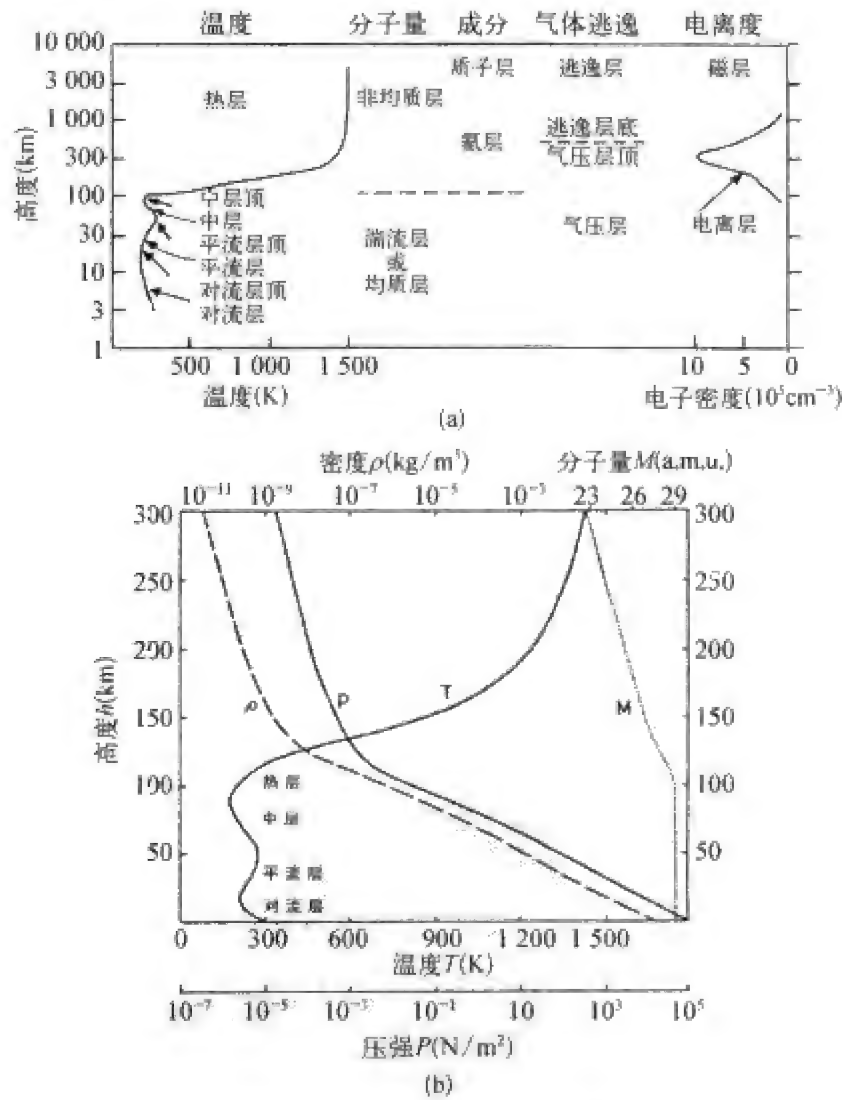 温度 分子量 成分 气体逃逸 电离度
10 000
3 000
1 000
300
100
30
10
3
1
高度(km)
热层
非均质层
质子层
逃逸层
磁层
氦层
逃逸层底
气压层顶
中层顶
中层
平流层顶
平流层
对流层顶
对流层
湍流层
或
均质层
气压层
电离层
500 1 000 1 500
温度(K)
10 5 0
电子密度(10⁵cm⁻³)
(a)
密度ρ(kg/m³) 分子量M(a.m.u.)
10⁻¹¹ 10⁻⁹ 10⁻⁷ 10⁻⁵ 10⁻³ 23 26 29
300 300
250 250
200 200
150 150
100 100
50 50
高度h(km)
ρ P T M
热层
中层
平流层
对流层
0 300 600 900 1 200 1 500
温度T(K)
10⁻⁷ 10⁻⁵ 10⁻³ 10⁻¹ 10 10³ 10⁵
压强P(N/m²)
(b)